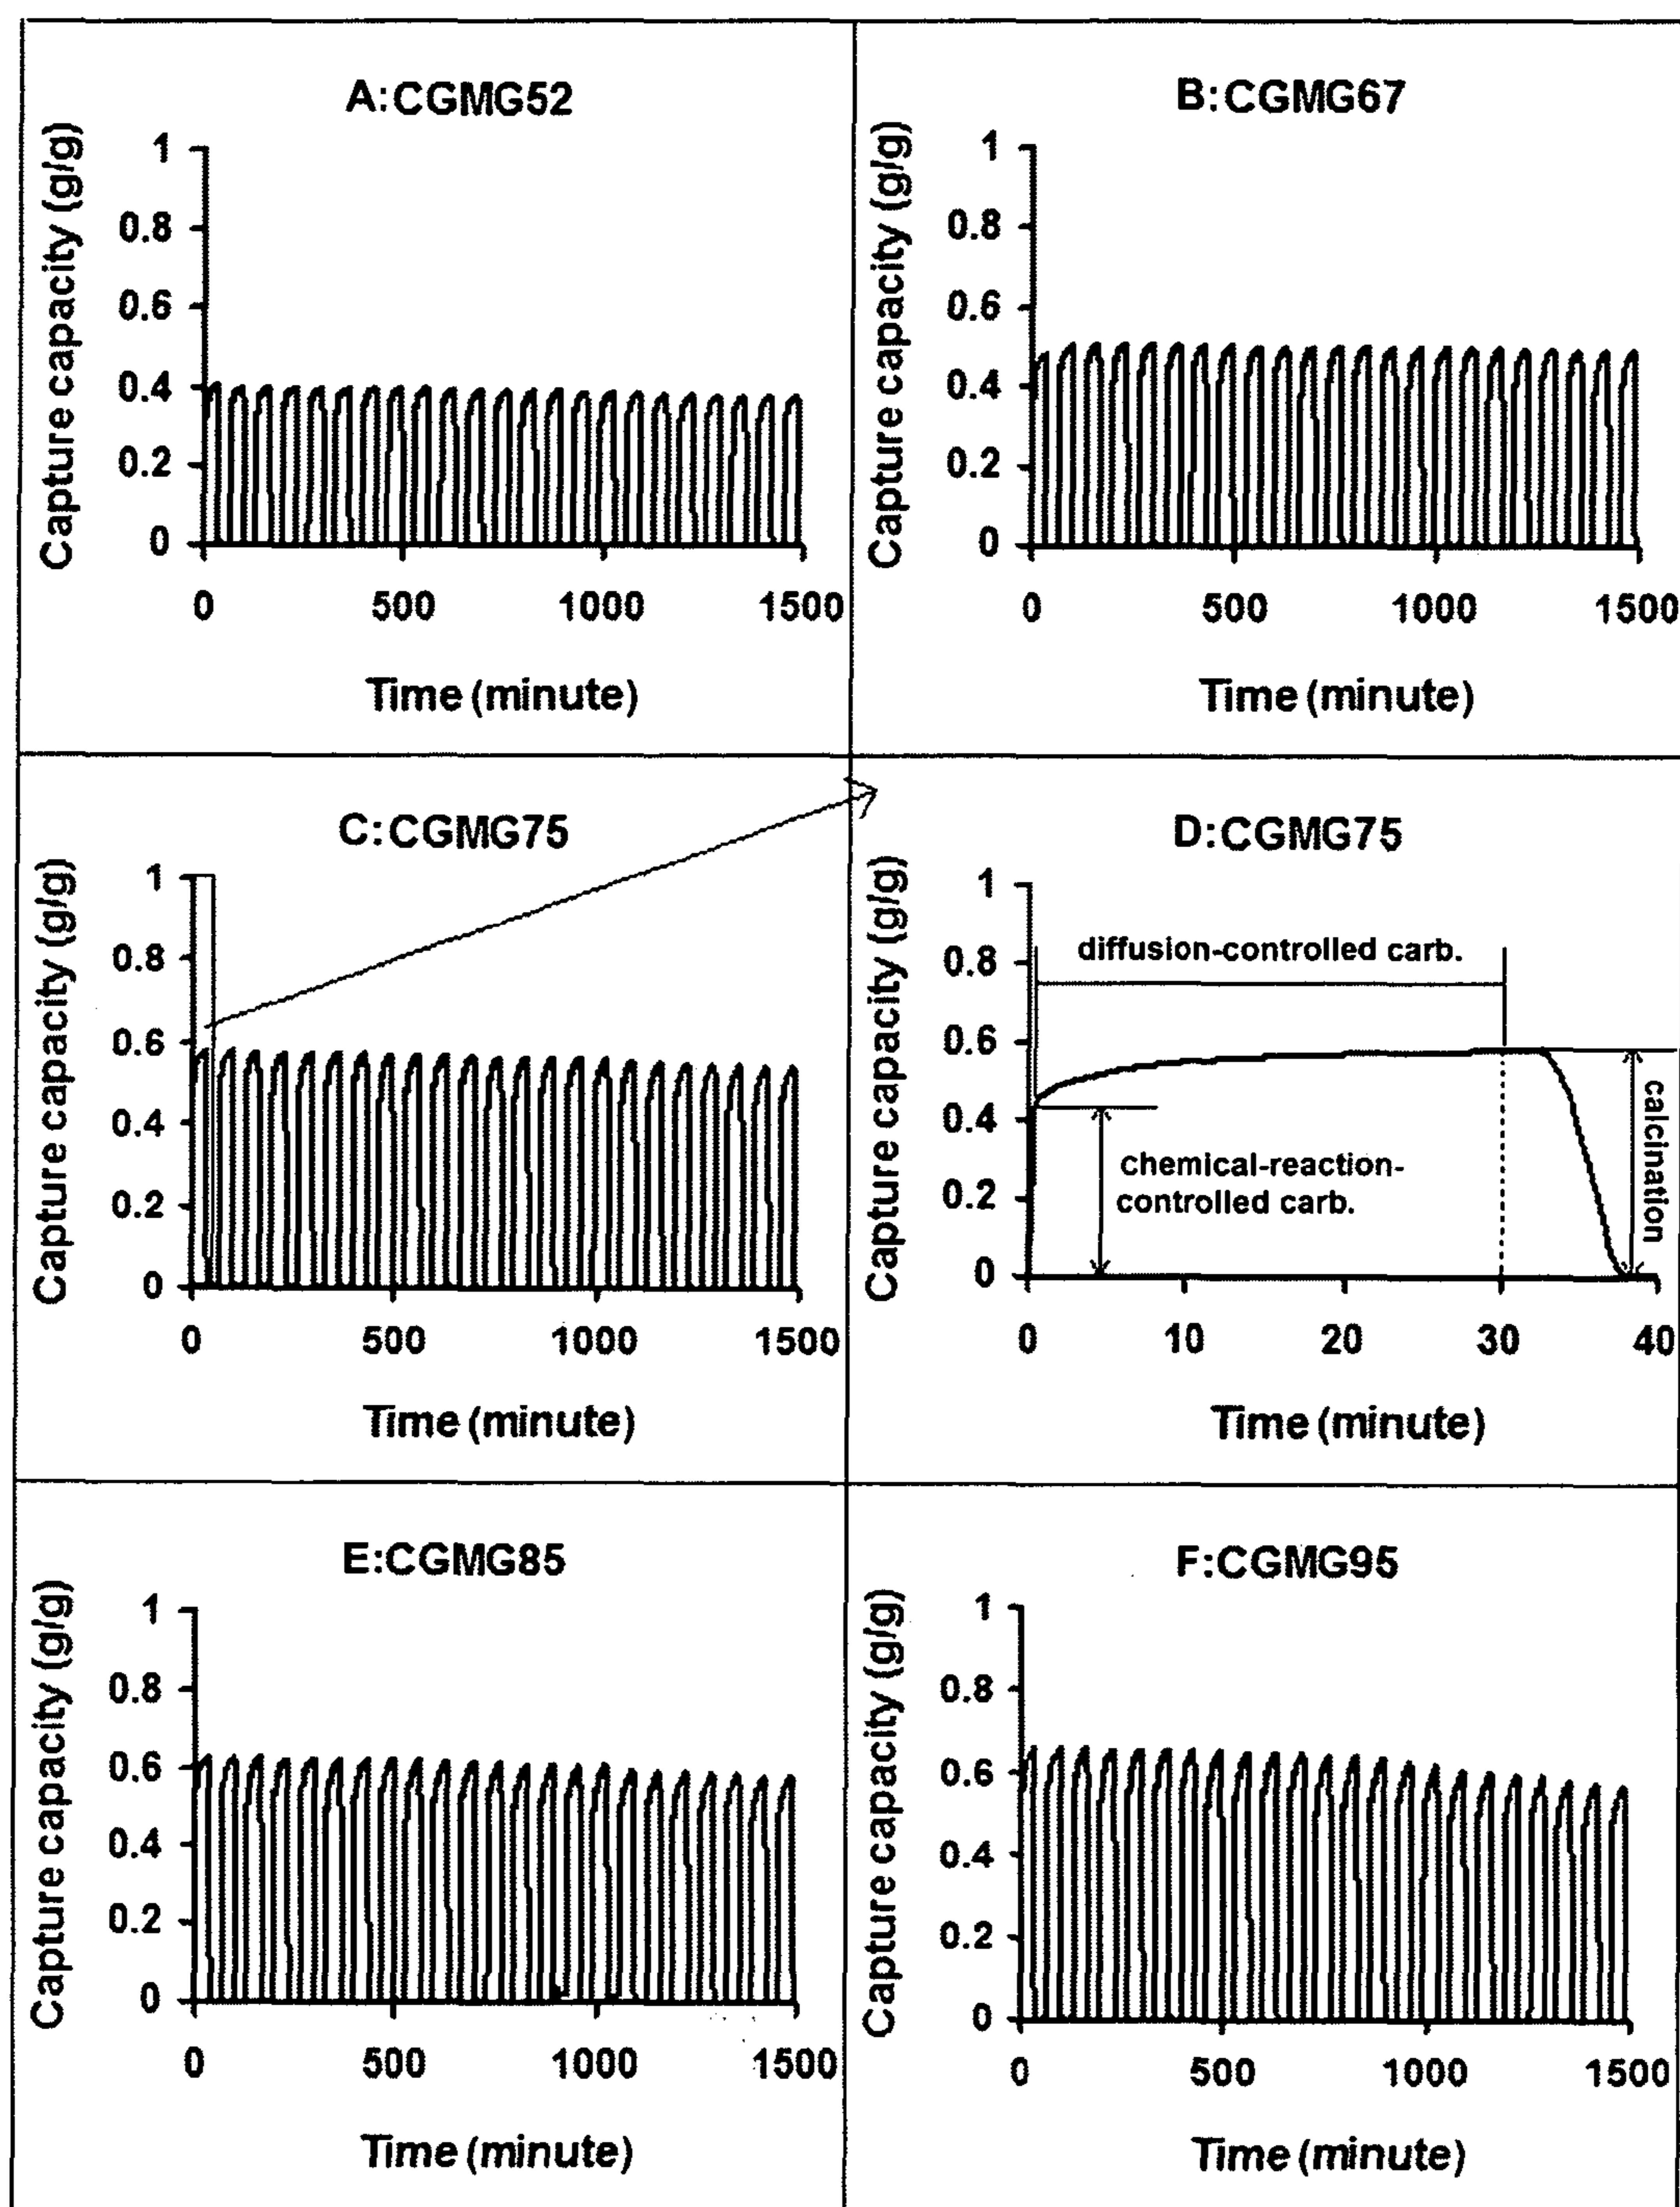 A:CGMG52
Capture capacity (g/g)
1
0.8
0.6
0.4
0.2
0
0 500 1000 1500
Time (minute)
B:CGMG67
Capture capacity (g/g)
1
0.8
0.6
0.4
0.2
0
0 500 1000 1500
Time (minute)
C:CGMG75
Capture capacity (g/g)
1
0.8
0.6
0.4
0.2
0
0 500 1000 1500
Time (minute)
D:CGMG75
Capture capacity (g/g)
1
0.8
0.6
0.4
0.2
0
diffusion-controlled carb.
chemical-reaction-
controlled carb.
calcination
0 10 20 30 40
Time (minute)
E:CGMG85
Capture capacity (g/g)
1
0.8
0.6
0.4
0.2
0
0 500 1000 1500
Time (minute)
F:CGMG95
Capture capacity (g/g)
1
0.8
0.6
0.4
0.2
0
0 500 1000 1500
Time (minute)